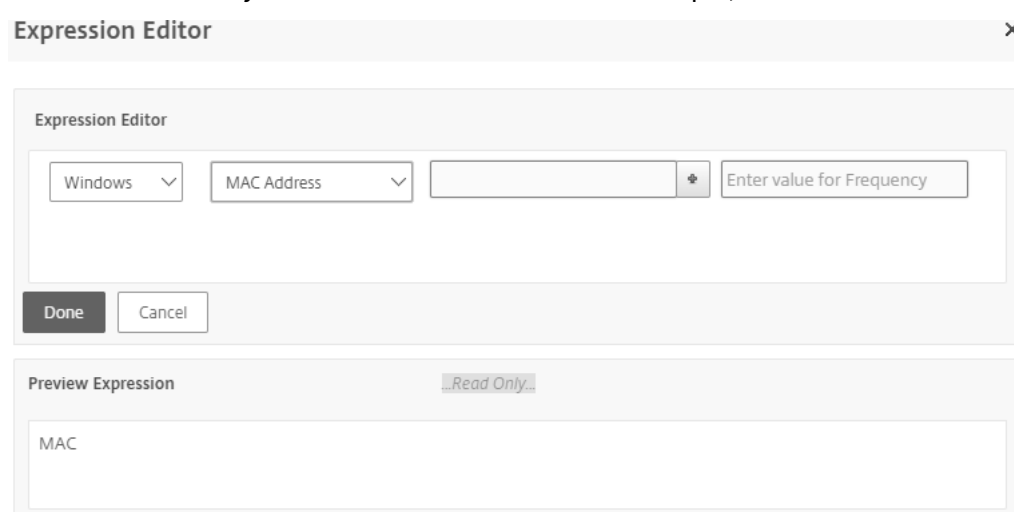 Expression Editor
Expression Editor
Windows MAC Address Enter value for Frequency
Done Cancel
Preview Expression ...Read Only...
MAC